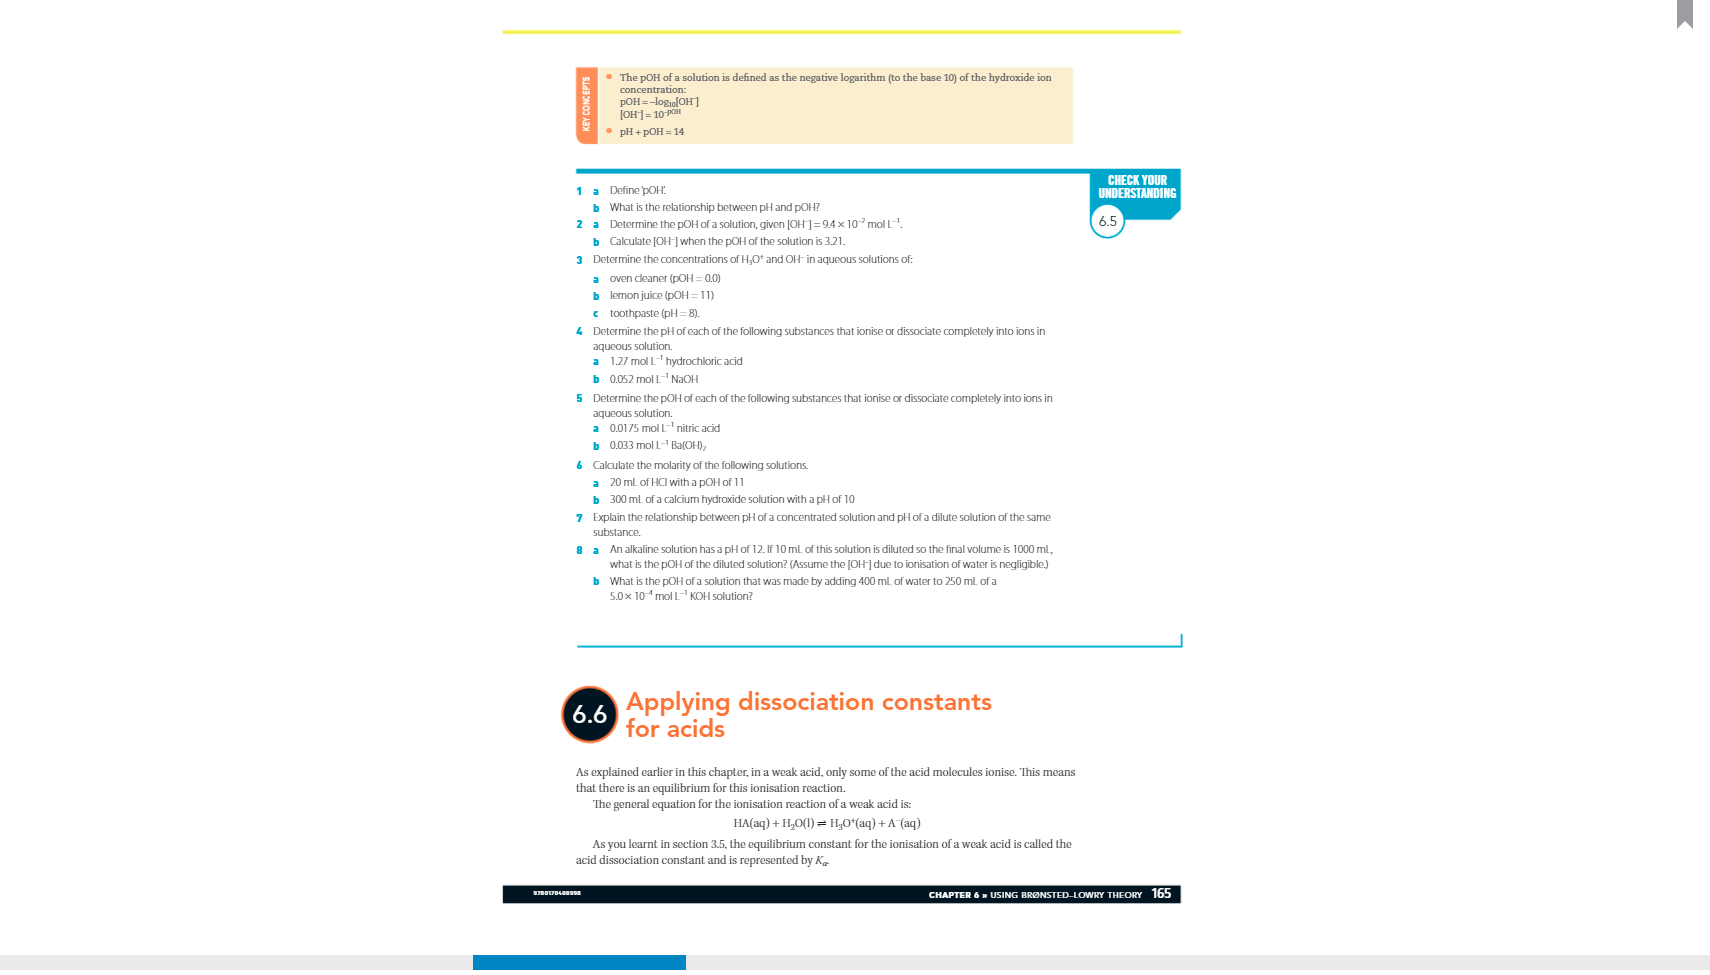 KEY CONCEPTS
• The pOH of a solution is defined as the negative logarithm (to the base 10) of the hydroxide ion
concentration:
pOH = –log₁₀[OH⁻]
[OH⁻] = 10⁻ᵖᴼᴴ
• pH + pOH = 14
CHECK YOUR
UNDERSTANDING
6.5
1 a Define 'pOH'.
b What is the relationship between pH and pOH?
2 a Determine the pOH of a solution, given [OH⁻] = 9.4 × 10⁻² mol L⁻¹.
b Calculate [OH⁻] when the pOH of the solution is 3.21.
3 Determine the concentrations of H₃O⁺ and OH⁻ in aqueous solutions of:
a oven cleaner (pOH = 0.0)
b lemon juice (pOH = 11)
c toothpaste (pH = 8).
4 Determine the pH of each of the following substances that ionise or dissociate completely into ions in
aqueous solution.
a 1.27 mol L⁻¹ hydrochloric acid
b 0.052 mol L⁻¹ NaOH
5 Determine the pOH of each of the following substances that ionise or dissociate completely into ions in
aqueous solution.
a 0.0175 mol L⁻¹ nitric acid
b 0.033 mol L⁻¹ Ba(OH)₂
6 Calculate the molarity of the following solutions.
a 20 mL of HCl with a pOH of 11
b 300 mL of a calcium hydroxide solution with a pH of 10
7 Explain the relationship between pH of a concentrated solution and pH of a dilute solution of the same
substance.
8 a An alkaline solution has a pH of 12. If 10 mL of this solution is diluted so the final volume is 1000 mL,
what is the pOH of the diluted solution? (Assume the [OH⁻] due to ionisation of water is negligible.)
b What is the pOH of a solution that was made by adding 400 mL of water to 250 mL of a
5.0 × 10⁻⁴ mol L⁻¹ KOH solution?
6.6 Applying dissociation constants
for acids
As explained earlier in this chapter, in a weak acid, only some of the acid molecules ionise. This means
that there is an equilibrium for this ionisation reaction.
The general equation for the ionisation reaction of a weak acid is:
HA(aq) + H₂O(l) ⇌ H₃O⁺(aq) + A⁻(aq)
As you learnt in section 3.5, the equilibrium constant for the ionisation of a weak acid is called the
acid dissociation constant and is represented by Kₐ.
9780170408998 CHAPTER 6 » USING BRØNSTED–LOWRY THEORY 165